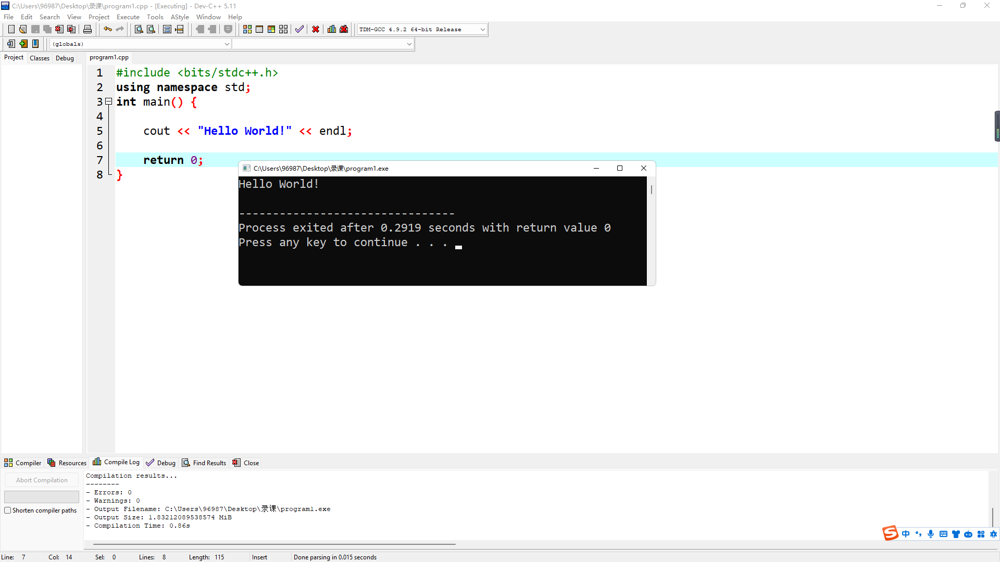 C:\Users\96987\Desktop\录课\program1.cpp - [Executing] - Dev-C++ 5.11
File Edit Search View Project Execute Tools AStyle Window Help
TDM-GCC 4.9.2 64-bit Release
(globals)
Project Classes Debug
program1.cpp
1 #include <bits/stdc++.h>
2 using namespace std;
3 int main() {
4
5 cout << "Hello World!" << endl;
6
7 return 0;
8 }
C:\Users\96987\Desktop\录课\program1.exe
Hello World!
--------------------------------
Process exited after 0.2919 seconds with return value 0
Press any key to continue . . .
Compiler Resources Compile Log Debug Find Results Close
Abort Compilation
Shorten compiler paths
Compilation results...
--------
- Errors: 0
- Warnings: 0
- Output Filename: C:\Users\96987\Desktop\录课\program1.exe
- Output Size: 1.83212089538574 MiB
- Compilation Time: 0.86s
S 中
Line: 7 Col: 14 Sel: 0 Lines: 8 Length: 115 Insert Done parsing in 0.015 seconds